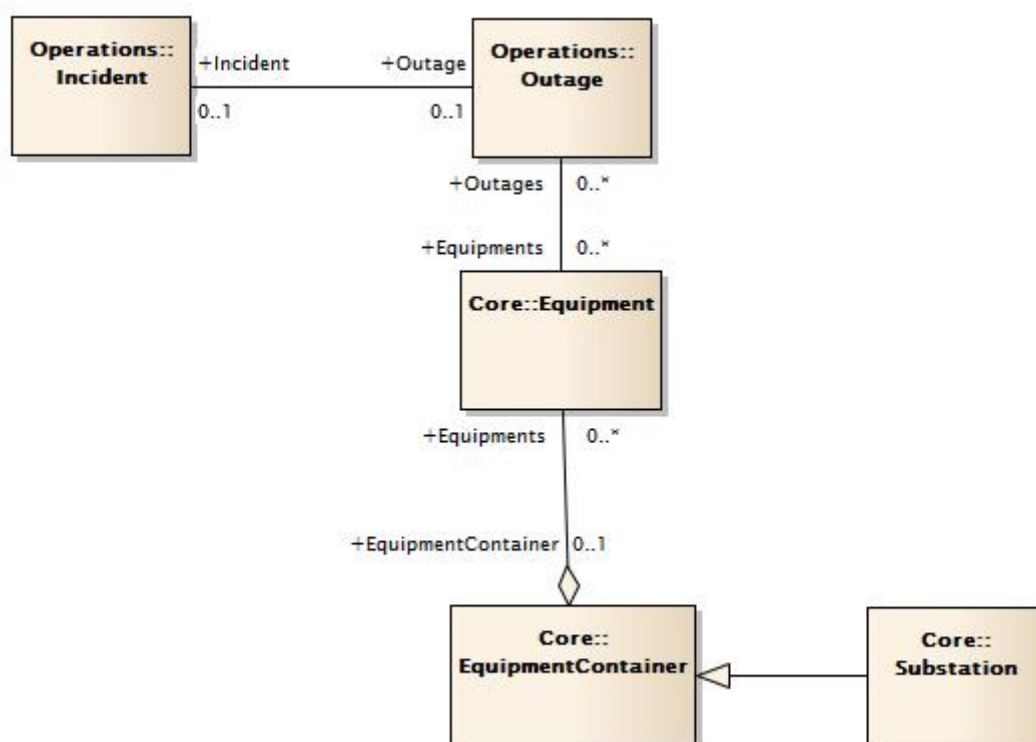 Operations::
Incident
+Incident
0..1
+Outage
0..1
Operations::
Outage
+Outages 0..*
+Equipments 0..*
Core::Equipment
+Equipments 0..*
+EquipmentContainer 0..1
Core::
EquipmentContainer
Core::
Substation